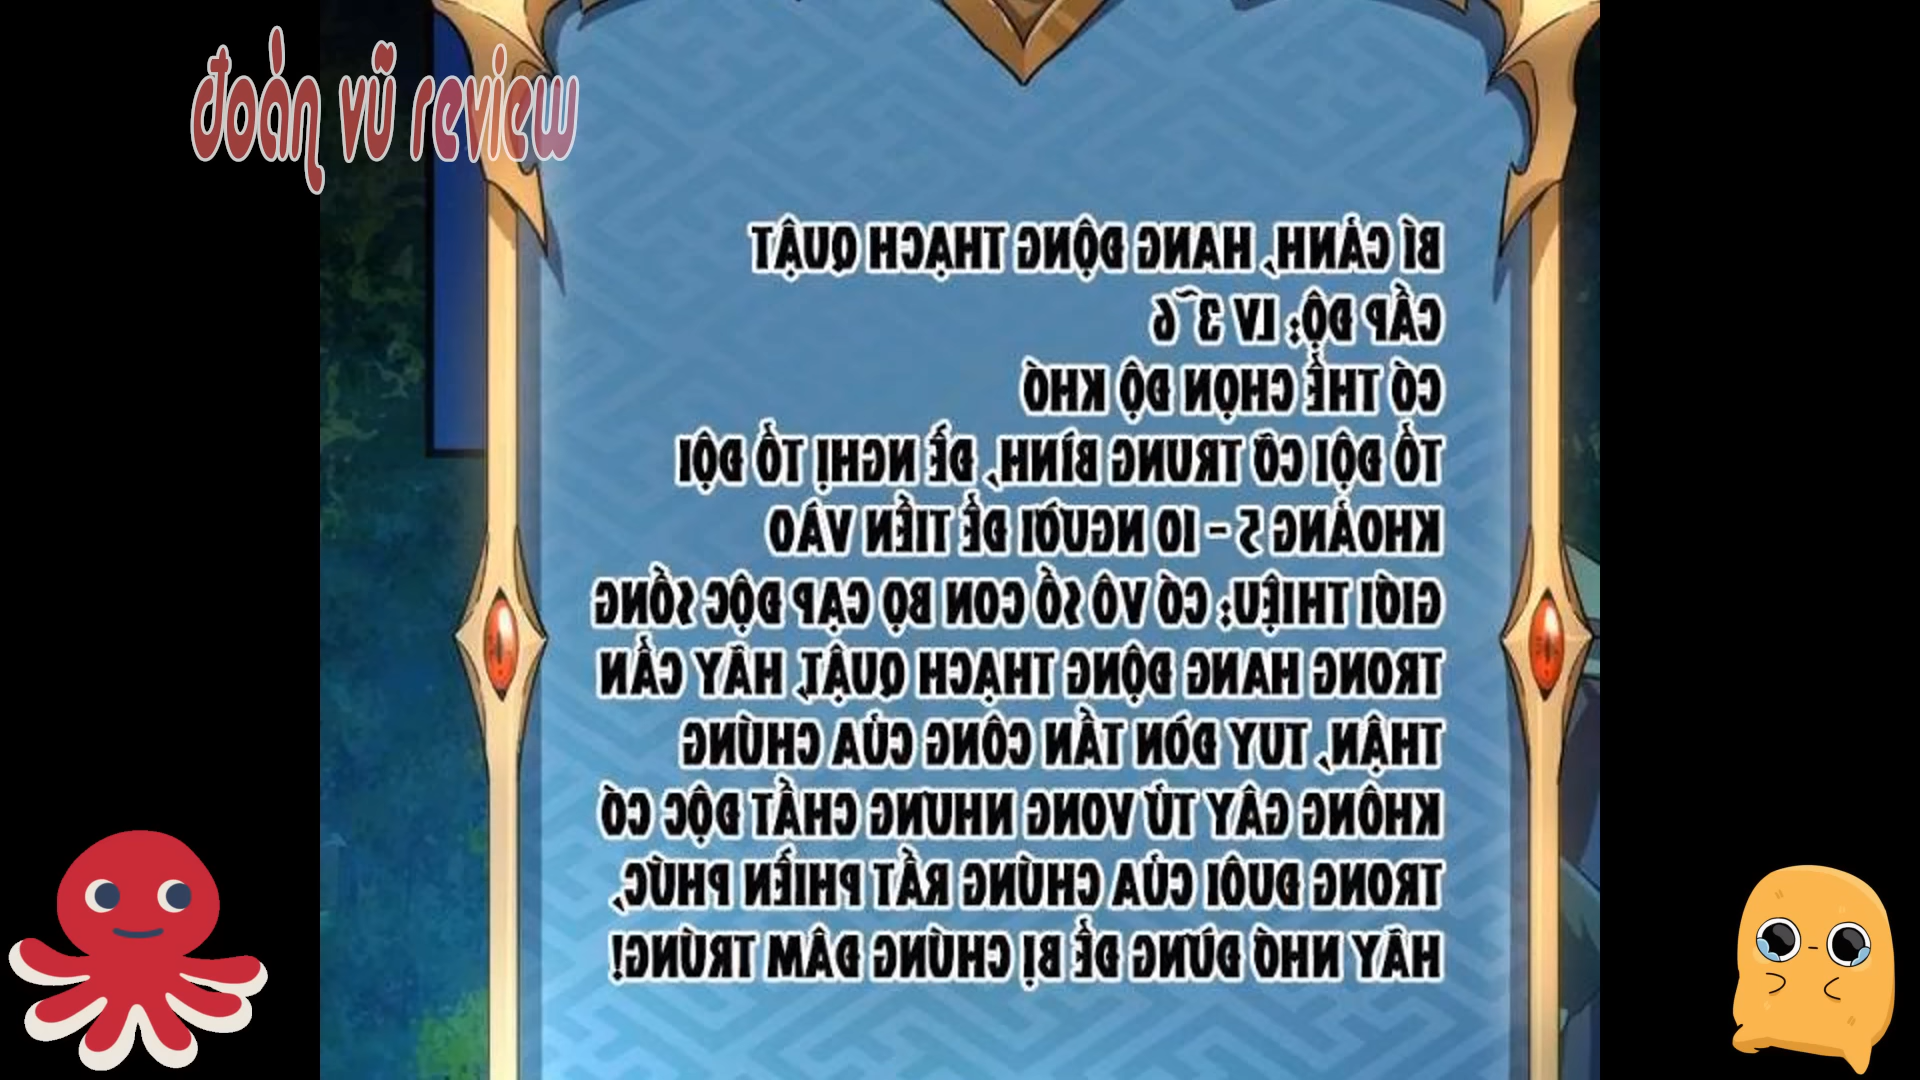 đoản vũ review
BÍ CẢNH, HANG ĐỘNG THẠCH QUẬT
CẤP ĐỘ: LV 3~6
CÓ THỂ CHỌN ĐỘ KHÓ
TỔ ĐỘI CỠ TRUNG BÌNH, ĐỀ NGHỊ TỔ ĐỘI
KHOẢNG 5 - 10 NGƯỜI ĐỂ TIẾN VÀO
GIỚI THIỆU: CÓ VÔ SỐ CON BỌ CẠP ĐỘC SỐNG
TRONG HANG ĐỘNG THẠCH QUẬT, HÃY CẨN
THẬN, TUY ĐÒN TẤN CÔNG CỦA CHÚNG
KHÔNG GÂY TỬ VONG NHƯNG CHẤT ĐỘC CÓ
TRONG ĐUÔI CỦA CHÚNG RẤT PHIỀN PHỨC,
HÃY NHỚ ĐỪNG ĐỂ BỊ CHÚNG ĐÂM TRÚNG!